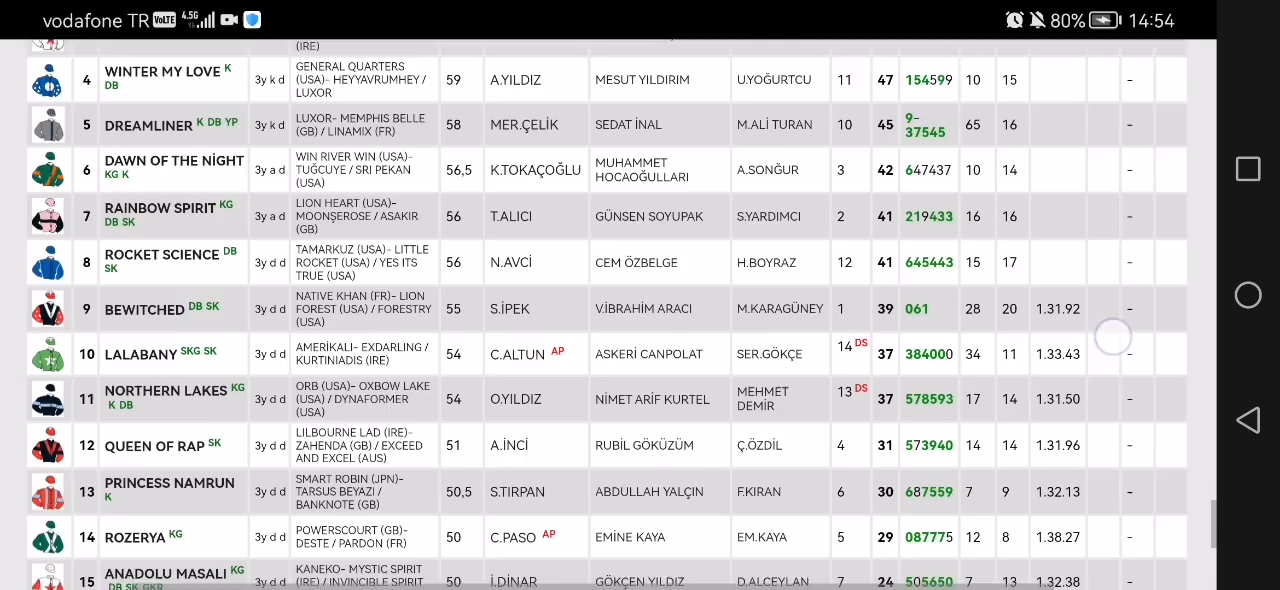 vodafone TR VoLTE 4.5G 80% 14:54
(IRE)
4 WINTER MY LOVE K DB 3y k d GENERAL QUARTERS (USA)- HEYYAVRUMHEY / LUXOR 59 A.YILDIZ MESUT YILDIRIM U.YOĞURTCU 11 47 154599 10 15 -
5 DREAMLINER K DB YP 3y k d LUXOR- MEMPHIS BELLE (GB) / LINAMIX (FR) 58 MER.ÇELİK SEDAT İNAL M.ALİ TURAN 10 45 9-37545 65 16 -
6 DAWN OF THE NIGHT KG K 3y a d WIN RIVER WIN (USA)- TUĞCUYE / SRI PEKAN (USA) 56,5 K.TOKAÇOĞLU MUHAMMET HOCAOĞULLARI A.SONĞUR 3 42 647437 10 14 -
7 RAINBOW SPIRIT KG DB SK 3y a d LION HEART (USA)- MOONŞEROSE / ASAKIR (GB) 56 T.ALICI GÜNSEN SOYUPAK S.YARDIMCI 2 41 219433 16 16 -
8 ROCKET SCIENCE DB SK 3y d d TAMARKUZ (USA)- LITTLE ROCKET (USA) / YES ITS TRUE (USA) 56 N.AVCİ CEM ÖZBELGE H.BOYRAZ 12 41 645443 15 17 -
9 BEWITCHED DB SK 3y d d NATIVE KHAN (FR)- LION FOREST (USA) / FORESTRY (USA) 55 S.İPEK V.İBRAHİM ARACI M.KARAGÜNEY 1 39 061 28 20 1.31.92 -
10 LALABANY SKG SK 3y d d AMERİKALI- EXDARLING / KURTINIADIS (IRE) 54 C.ALTUN AP ASKERİ CANPOLAT SER.GÖKÇE 14 DS 37 384000 34 11 1.33.43 -
11 NORTHERN LAKES KG K DB 3y d d ORB (USA)- OXBOW LAKE (USA) / DYNAFORMER (USA) 54 O.YILDIZ NİMET ARİF KURTEL MEHMET DEMİR 13 DS 37 578593 17 14 1.31.50 -
12 QUEEN OF RAP SK 3y d d LILBOURNE LAD (IRE)- ZAHENDA (GB) / EXCEED AND EXCEL (AUS) 51 A.İNCİ RUBİL GÖKÜZÜM Ç.ÖZDİL 4 31 573940 14 14 1.31.96 -
13 PRINCESS NAMRUN K 3y d d SMART ROBIN (JPN)- TARSUS BEYAZI / BANKNOTE (GB) 50,5 S.TIRPAN ABDULLAH YALÇIN F.KIRAN 6 30 687559 7 9 1.32.13 -
14 ROZERYA KG 3y d d POWERSCOURT (GB)- DESTE / PARDON (FR) 50 C.PASO AP EMİNE KAYA EM.KAYA 5 29 087775 12 8 1.38.27 -
15 ANADOLU MASALI KG DB SK GKR 3y d d KANEKO- MYSTIC SPIRIT (IRE) / INVINCIBLE SPIRIT 50 İ.DİNAR GÖKÇEN YILDIZ D.ALCEYLAN 7 24 505650 7 13 1.32.38 -